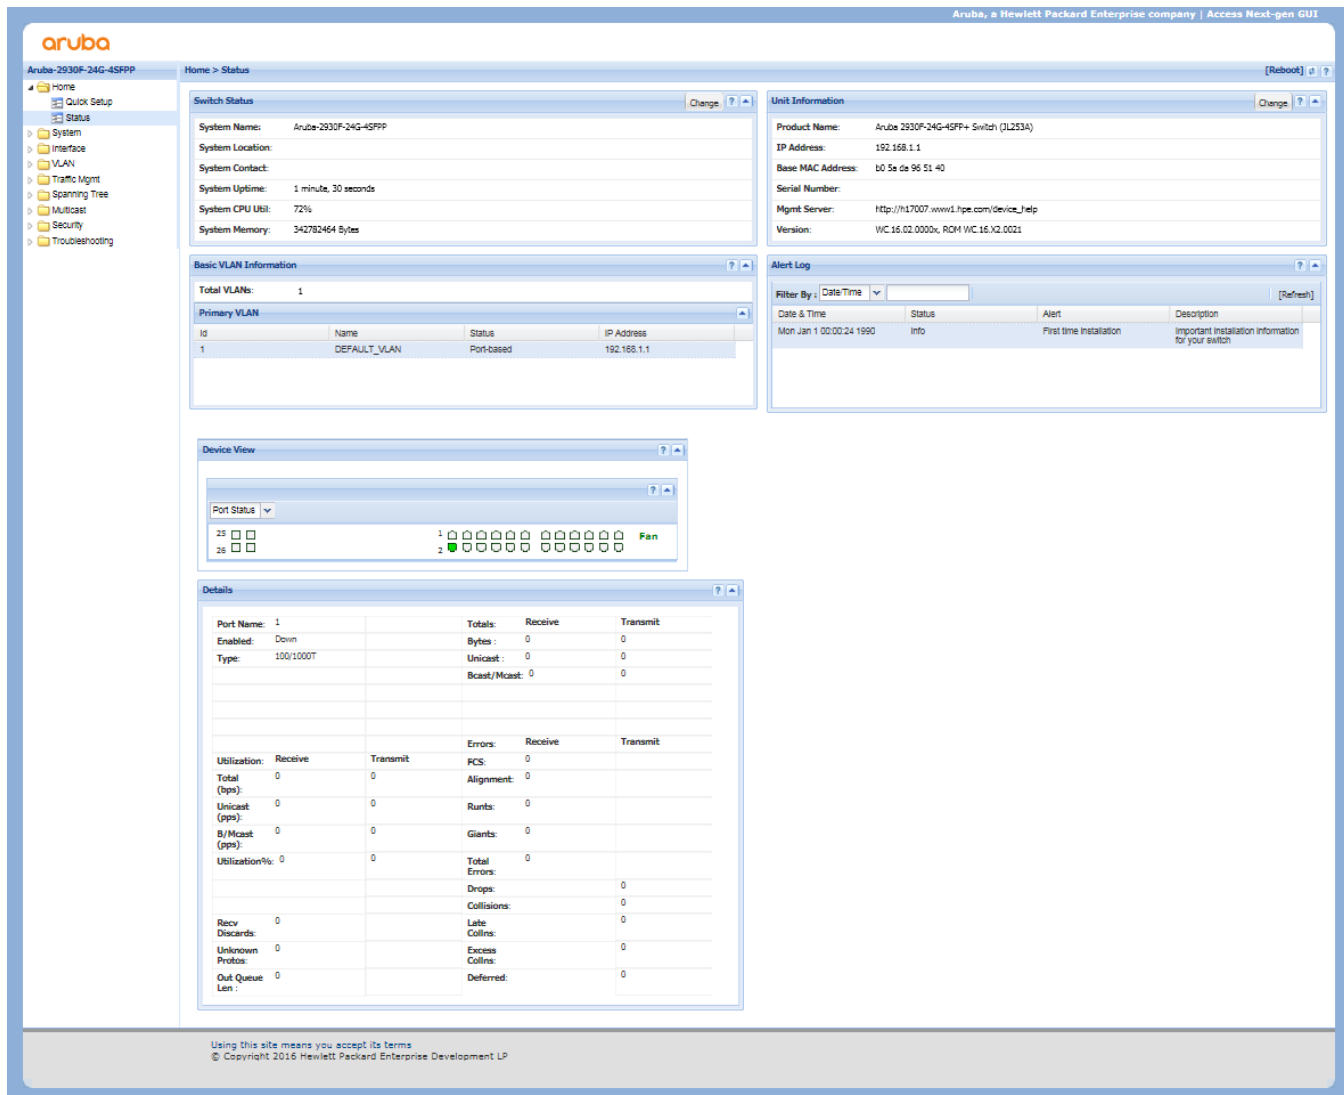 Aruba, a Hewlett Packard Enterprise company | Access Next-gen GUI
aruba
Aruba-2930F-24G-4SFPP
Home > Status
[Reboot]
?
Home
Quick Setup
Status
System
Interface
VLAN
Traffic Mgmt
Spanning Tree
Multicast
Security
Troubleshooting
Switch Status
Change
?
System Name: Aruba-2930F-24G-4SFPP
System Location:
System Contact:
System Uptime: 1 minute, 30 seconds
System CPU Util: 72%
System Memory: 342782464 Bytes
Unit Information
Change
?
Product Name: Aruba 2930F-24G-4SFP+ Switch (JL253A)
IP Address: 192.168.1.1
Base MAC Address: b0 5a da 96 51 40
Serial Number:
Mgmt Server: http://h17007.www1.hpe.com/device_help
Version: WC.16.02.0000x, ROM WC.16.X2.0021
Basic VLAN Information
?
Total VLANs: 1
Primary VLAN
Id Name Status IP Address
1 DEFAULT_VLAN Port-based 192.168.1.1
Alert Log
?
Filter By : Date/Time
[Refresh]
Date & Time Status Alert Description
Mon Jan 1 00:00:24 1990 Info First time installation Important installation information
for your switch
Device View
?
?
Port Status
25 1 Fan
26 2
Details
?
Port Name: 1 Totals: Receive Transmit
Enabled: Down Bytes : 0 0
Type: 100/1000T Unicast : 0 0
Bcast/Mcast: 0 0
Errors: Receive Transmit
Utilization: Receive Transmit FCS: 0
Total 0 0 Alignment: 0
(bps):
Unicast 0 0 Runts: 0
(pps):
B/Mcast 0 0 Giants: 0
(pps):
Utilization%: 0 0 Total 0
Errors:
Drops: 0
Collisions: 0
Recv 0 Late 0
Discards: Collns:
Unknown 0 Excess 0
Protos: Collns:
Out Queue 0 Deferred: 0
Len :
Using this site means you accept its terms
© Copyright 2016 Hewlett Packard Enterprise Development LP